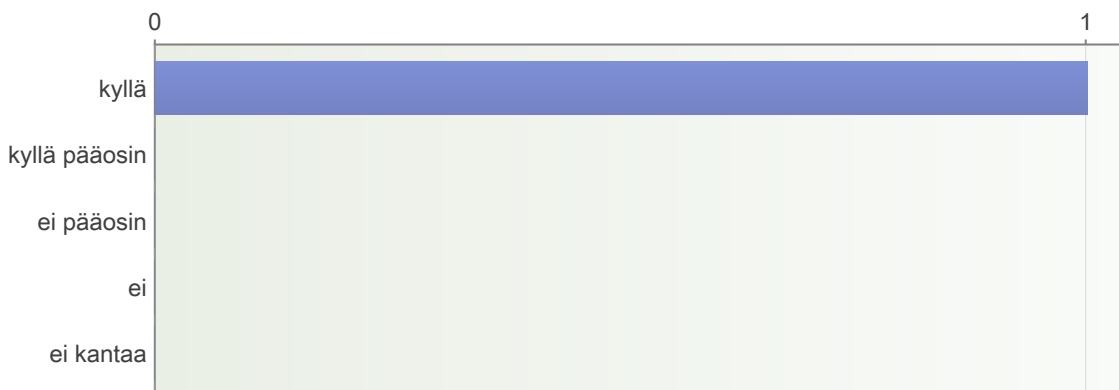 0 1
kyllä
kyllä pääosin
ei pääosin
ei
ei kantaa